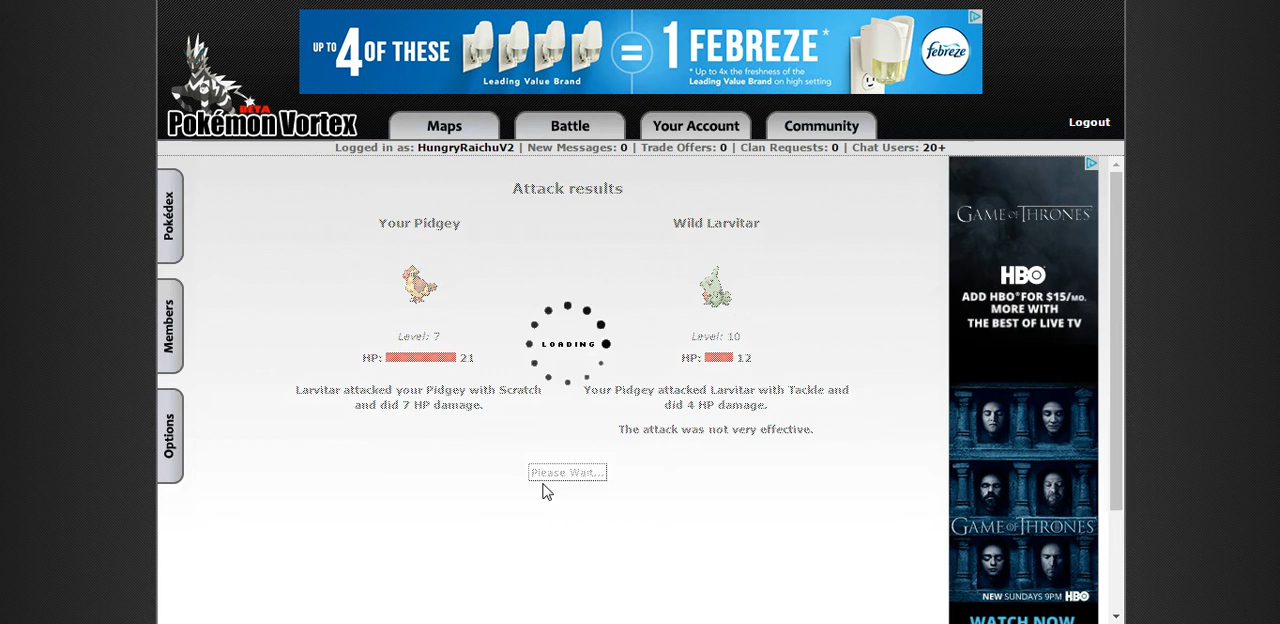 UP TO 4 OF THESE
Leading Value Brand
=
1 FEBREZE*
* Up to 4x the freshness of the
Leading Value Brand on high setting
febreze
BETA
Pokémon Vortex
Maps
Battle
Your Account
Community
Logout
Logged in as: HungryRaichuV2 | New Messages: 0 | Trade Offers: 0 | Clan Requests: 0 | Chat Users: 20+
Pokédex
Members
Options
Attack results
Your Pidgey
Wild Larvitar
Level: 7
Level: 10
HP: 21
HP: 12
LOADING
Larvitar attacked your Pidgey with Scratch
and did 7 HP damage.
Your Pidgey attacked Larvitar with Tackle and
did 4 HP damage.
The attack was not very effective.
Please Wait...
GAME OF THRONES
HBO
ADD HBO® FOR $15/MO.
MORE WITH
THE BEST OF LIVE TV
GAME OF THRONES
NEW SUNDAYS 9PM HBO
WATCH NOW